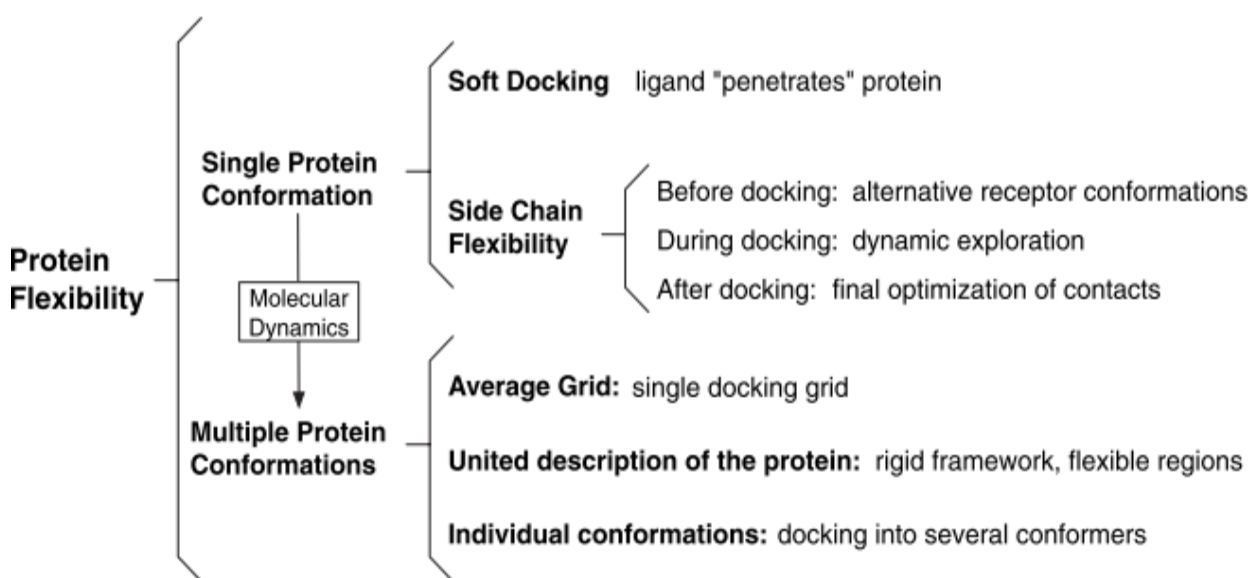 Protein
Flexibility
Single Protein
Conformation
Molecular
Dynamics
Multiple Protein
Conformations
Soft Docking ligand "penetrates" protein
Side Chain
Flexibility
Before docking: alternative receptor conformations
During docking: dynamic exploration
After docking: final optimization of contacts
Average Grid: single docking grid
United description of the protein: rigid framework, flexible regions
Individual conformations: docking into several conformers